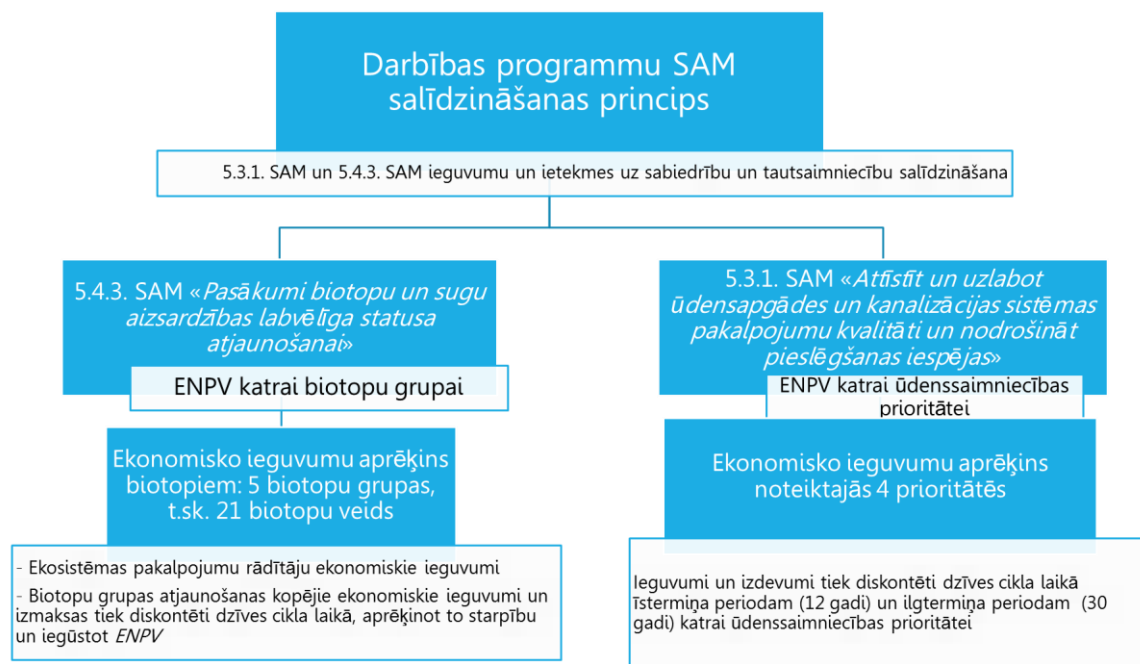 Darbības programmu SAM
salīdzināšanas princips
5.3.1. SAM un 5.4.3. SAM ieguvumu un ietekmes uz sabiedrību un tautsaimniecību salīdzināšana
5.4.3. SAM «Pasākumi biotopu un sugu
aizsardzības labvēlīga statusa
atjaunošanai»
ENPV katrai biotopu grupai
Ekonomisko ieguvumu aprēķins
biotopiem: 5 biotopu grupas,
t.sk. 21 biotopu veids
- Ekosistēmas pakalpojumu rādītāju ekonomiskie ieguvumi
- Biotopu grupas atjaunošanas kopējie ekonomiskie ieguvumi un
izmaksas tiek diskontēti dzīves cikla laikā, aprēķinot to starpību
un iegūstot ENPV
5.3.1. SAM «Attīstīt un uzlabot
ūdensapgādes un kanalizācijas sistēmas
pakalpojumu kvalitāti un nodrošināt
pieslēgšanas iespējas»
ENPV katrai ūdenssaimniecības
prioritātei
Ekonomisko ieguvumu aprēķins
noteiktajās 4 prioritātēs
Ieguvumi un izdevumi tiek diskontēti dzīves cikla laikā
īstermiņa periodam (12 gadi) un ilgtermiņa periodam (30
gadi) katrai ūdenssaimniecības prioritātei